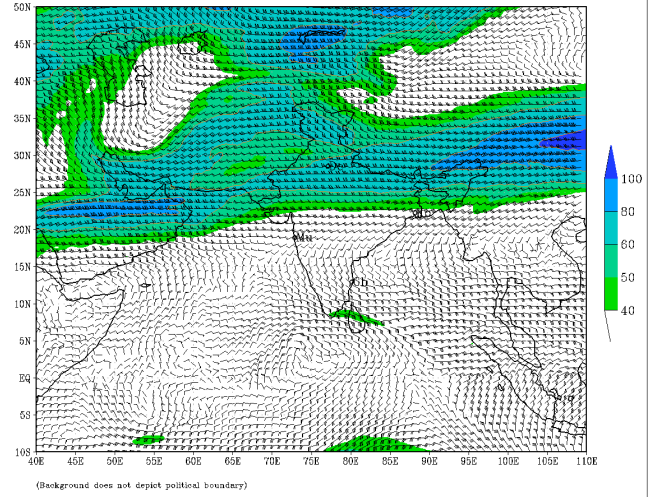 50N
45N
40N
35N
30N
25N
20N
15N
10N
5N
EQ
5S
10S
40E 45E 50E 55E 60E 65E 70E 75E 80E 85E 90E 95E 100E 105E 110E
100
80
60
50
40
Mu
Ch
(Background does not depict political boundary)